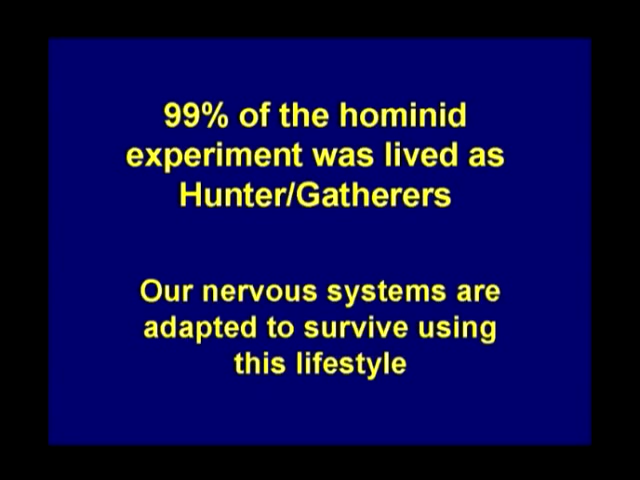 99% of the hominid
experiment was lived as
Hunter/Gatherers
Our nervous systems are
adapted to survive using
this lifestyle